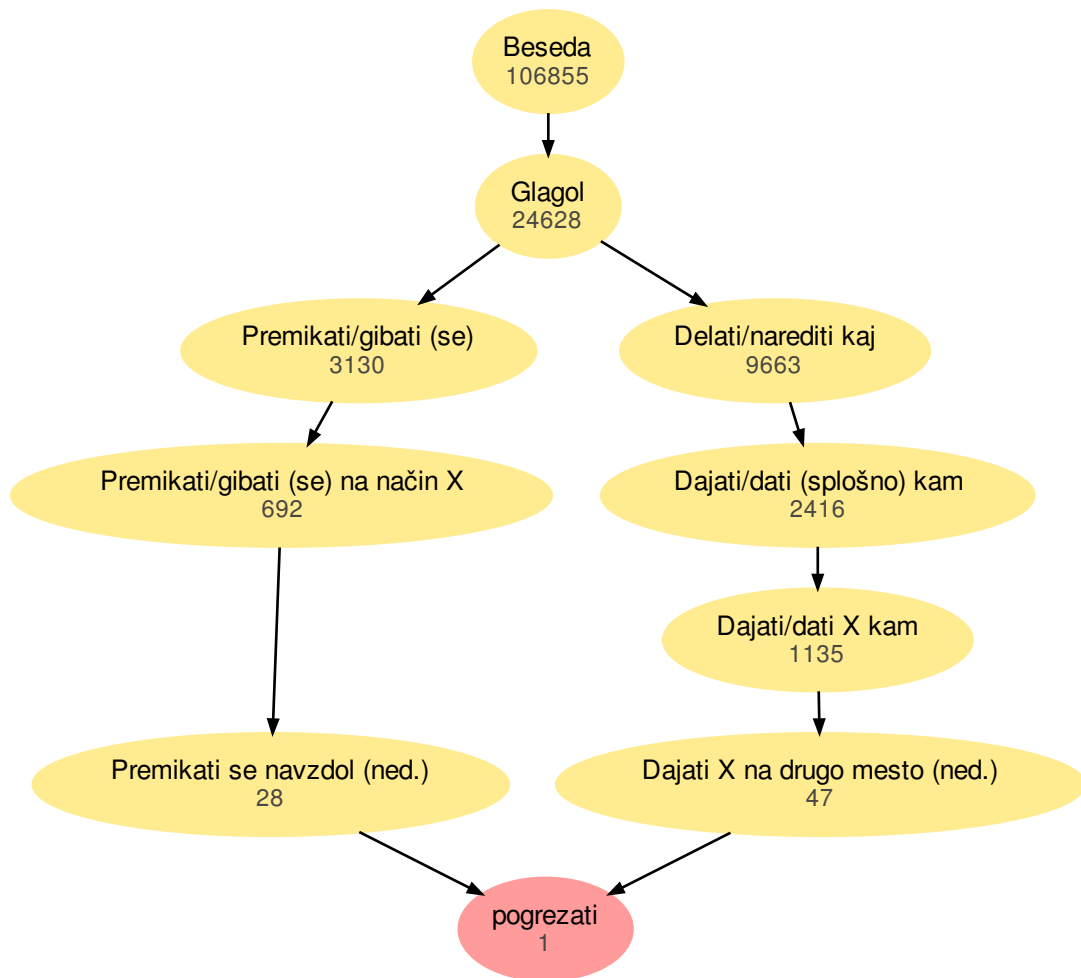 Beseda
106855
Glagol
24628
Premikati/gibati (se)
3130
Delati/narediti kaj
9663
Premikati/gibati (se) na način X
692
Dajati/dati (splošno) kam
2416
Dajati/dati X kam
1135
Premikati se navzdol (ned.)
28
Dajati X na drugo mesto (ned.)
47
pogrezati
1